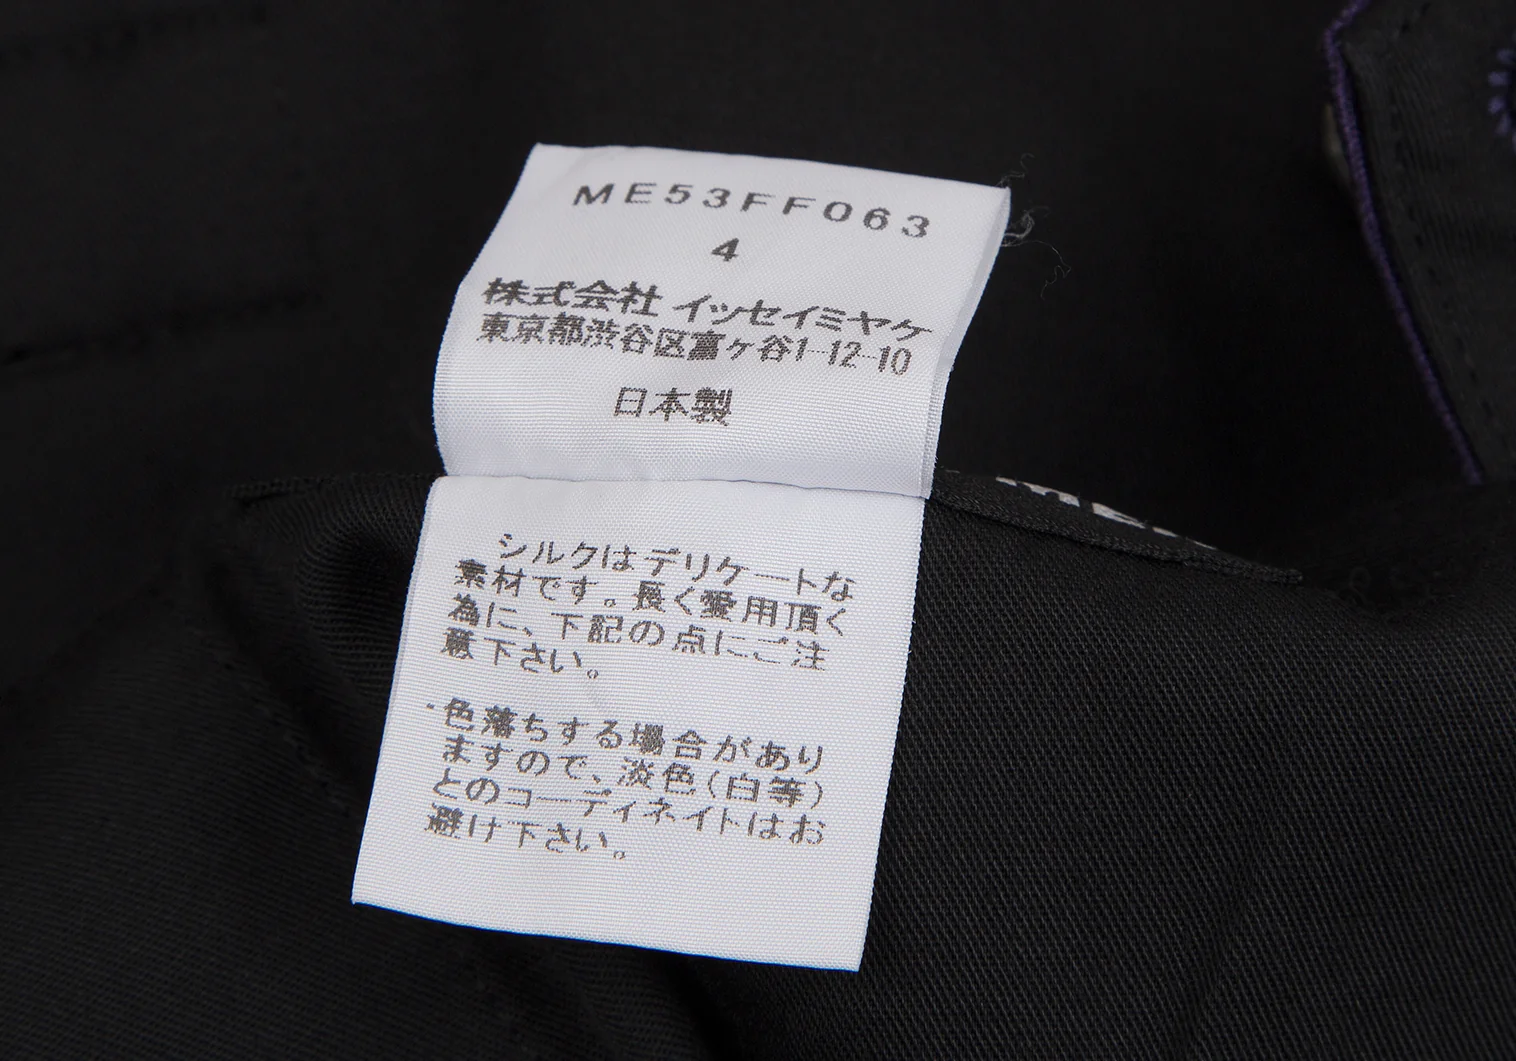 ME53FF063
4
株式会社 イッセイミヤケ
東京都渋谷区富ヶ谷1-12-10
日本製
シルクはデリケートな
素材です。長く愛用頂く
為に、下記の点にご注
意下さい。
・色落ちする場合があり
ますので、淡色(白等)
とのコーディネイトはお
避け下さい。